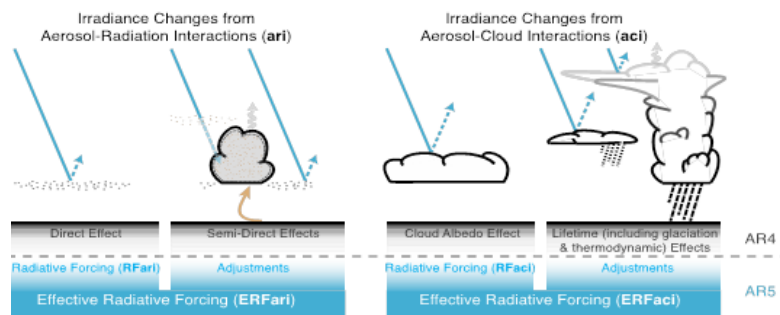 Irradiance Changes from
Aerosol-Radiation Interactions (ari)
Irradiance Changes from
Aerosol-Cloud Interactions (aci)
Direct Effect
Semi-Direct Effects
Cloud Albedo Effect
Lifetime (including glaciation
& thermodynamic) Effects
AR4
Radiative Forcing (RFari)
Adjustments
Radiative Forcing (RFaci)
Adjustments
AR5
Effective Radiative Forcing (ERFari)
Effective Radiative Forcing (ERFaci)